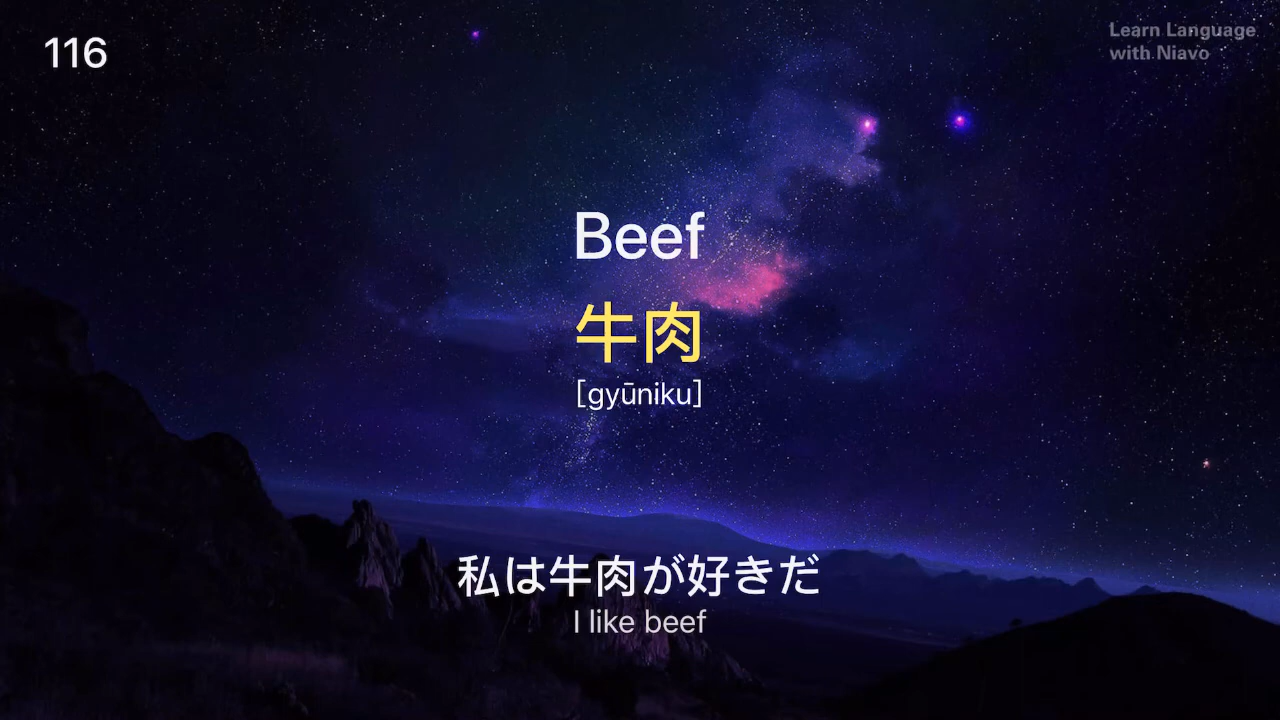 116
Learn Language
with Niavo
Beef
牛肉
[gyūniku]
私は牛肉が好きだ
I like beef